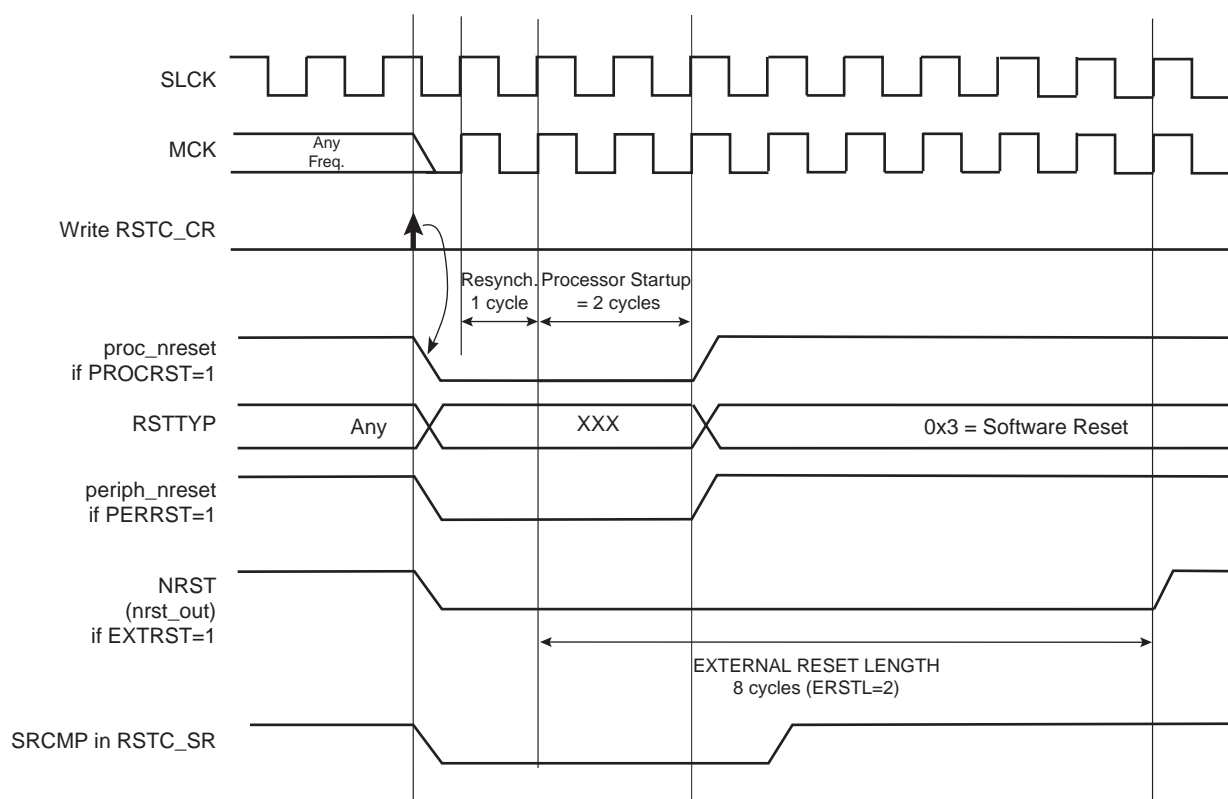 SLCK
MCK
Any
Freq.
Write RSTC_CR
Resynch.
1 cycle
Processor Startup
= 2 cycles
proc_nreset
if PROCRST=1
RSTTYP
Any
XXX
0x3 = Software Reset
periph_nreset
if PERRST=1
NRST
(nrst_out)
if EXTRST=1
EXTERNAL RESET LENGTH
8 cycles (ERSTL=2)
SRCMP in RSTC_SR